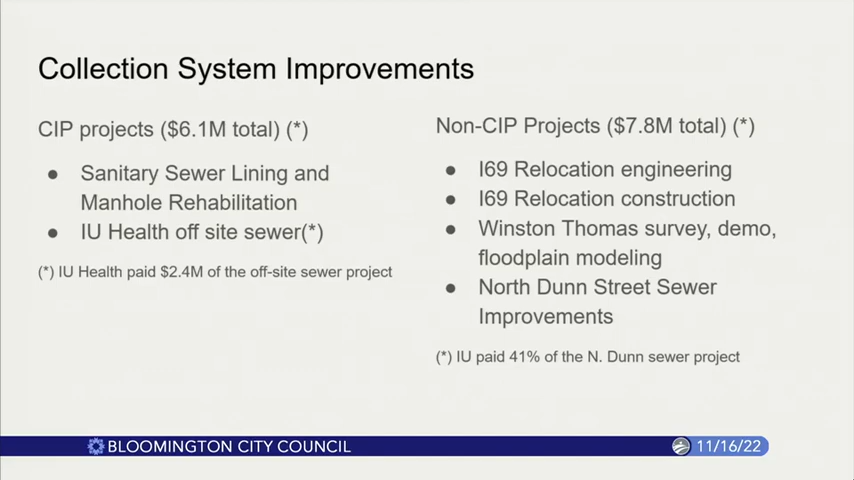 Collection System Improvements
CIP projects ($6.1M total) (*)
● Sanitary Sewer Lining and
Manhole Rehabilitation
● IU Health off site sewer(*)
(*) IU Health paid $2.4M of the off-site sewer project
Non-CIP Projects ($7.8M total) (*)
● I69 Relocation engineering
● I69 Relocation construction
● Winston Thomas survey, demo,
floodplain modeling
● North Dunn Street Sewer
Improvements
(*) IU paid 41% of the N. Dunn sewer project
BLOOMINGTON CITY COUNCIL
11/16/22